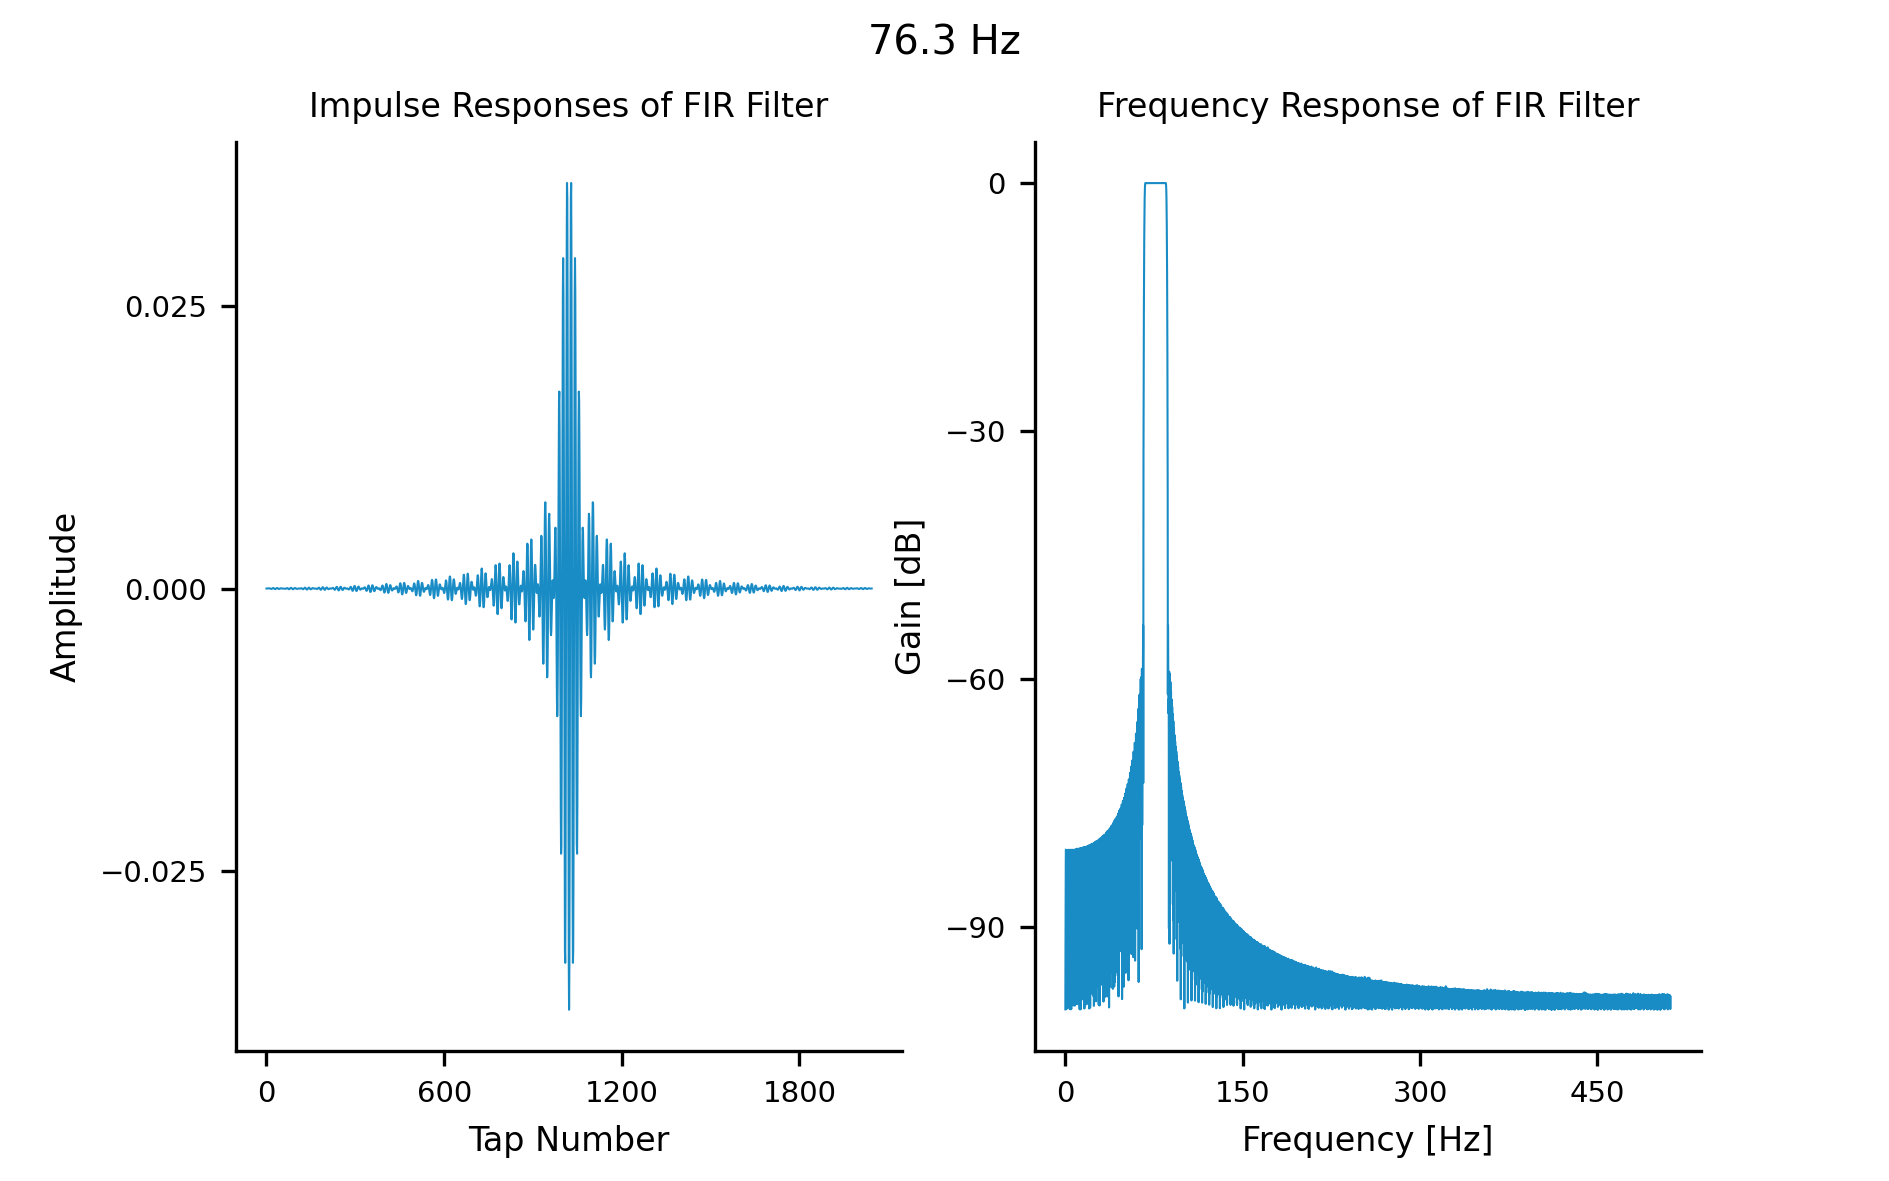 76.3 Hz
Impulse Responses of FIR Filter
Amplitude
0.025
0.000
−0.025
0 600 1200 1800
Tap Number
Frequency Response of FIR Filter
Gain [dB]
0
−30
−60
−90
0 150 300 450
Frequency [Hz]